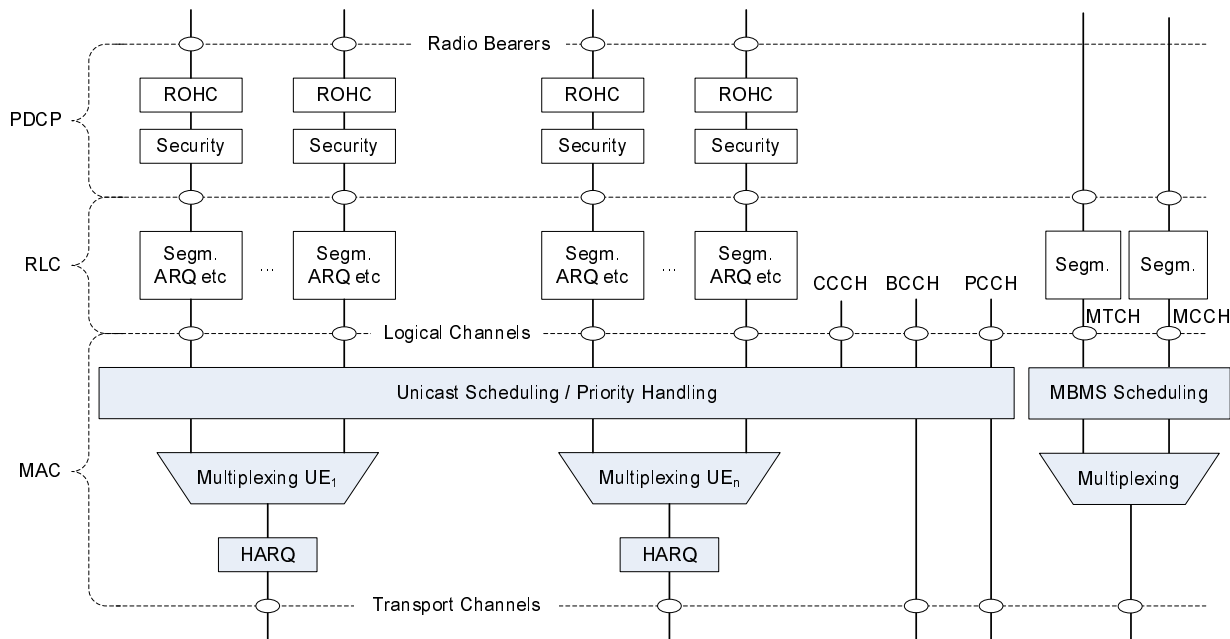 Radio Bearers
ROHC ROHC ROHC ROHC
PDCP
Security Security Security Security
Segm. ARQ etc ... Segm. ARQ etc Segm. ARQ etc ... Segm. ARQ etc Segm. Segm.
RLC
CCCH BCCH PCCH
MTCH MCCH
Logical Channels
Unicast Scheduling / Priority Handling MBMS Scheduling
MAC
Multiplexing UE₁ Multiplexing UEₙ Multiplexing
HARQ HARQ
Transport Channels